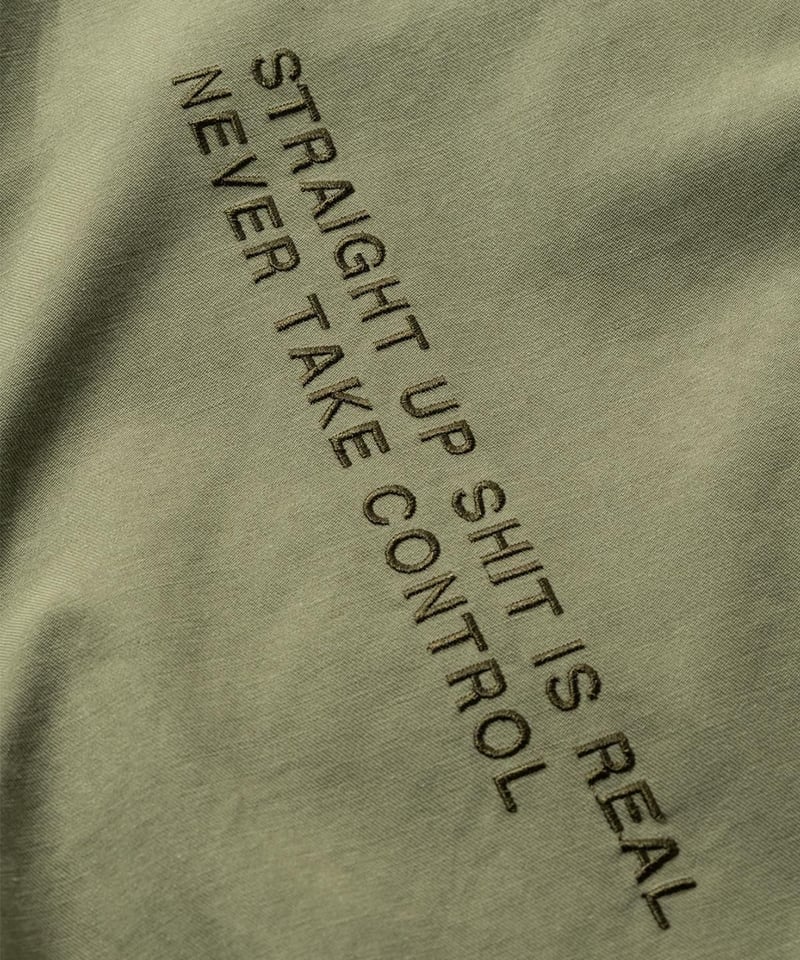 STRAIGHT UP SHIT IS REAL
NEVER TAKE CONTROL